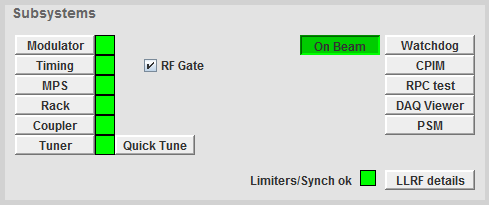 Subsystems
Modulator
On Beam
Watchdog
Timing
RF Gate
CPIM
MPS
RPC test
Rack
DAQ Viewer
Coupler
PSM
Tuner
Quick Tune
Limiters/Synch ok
LLRF details